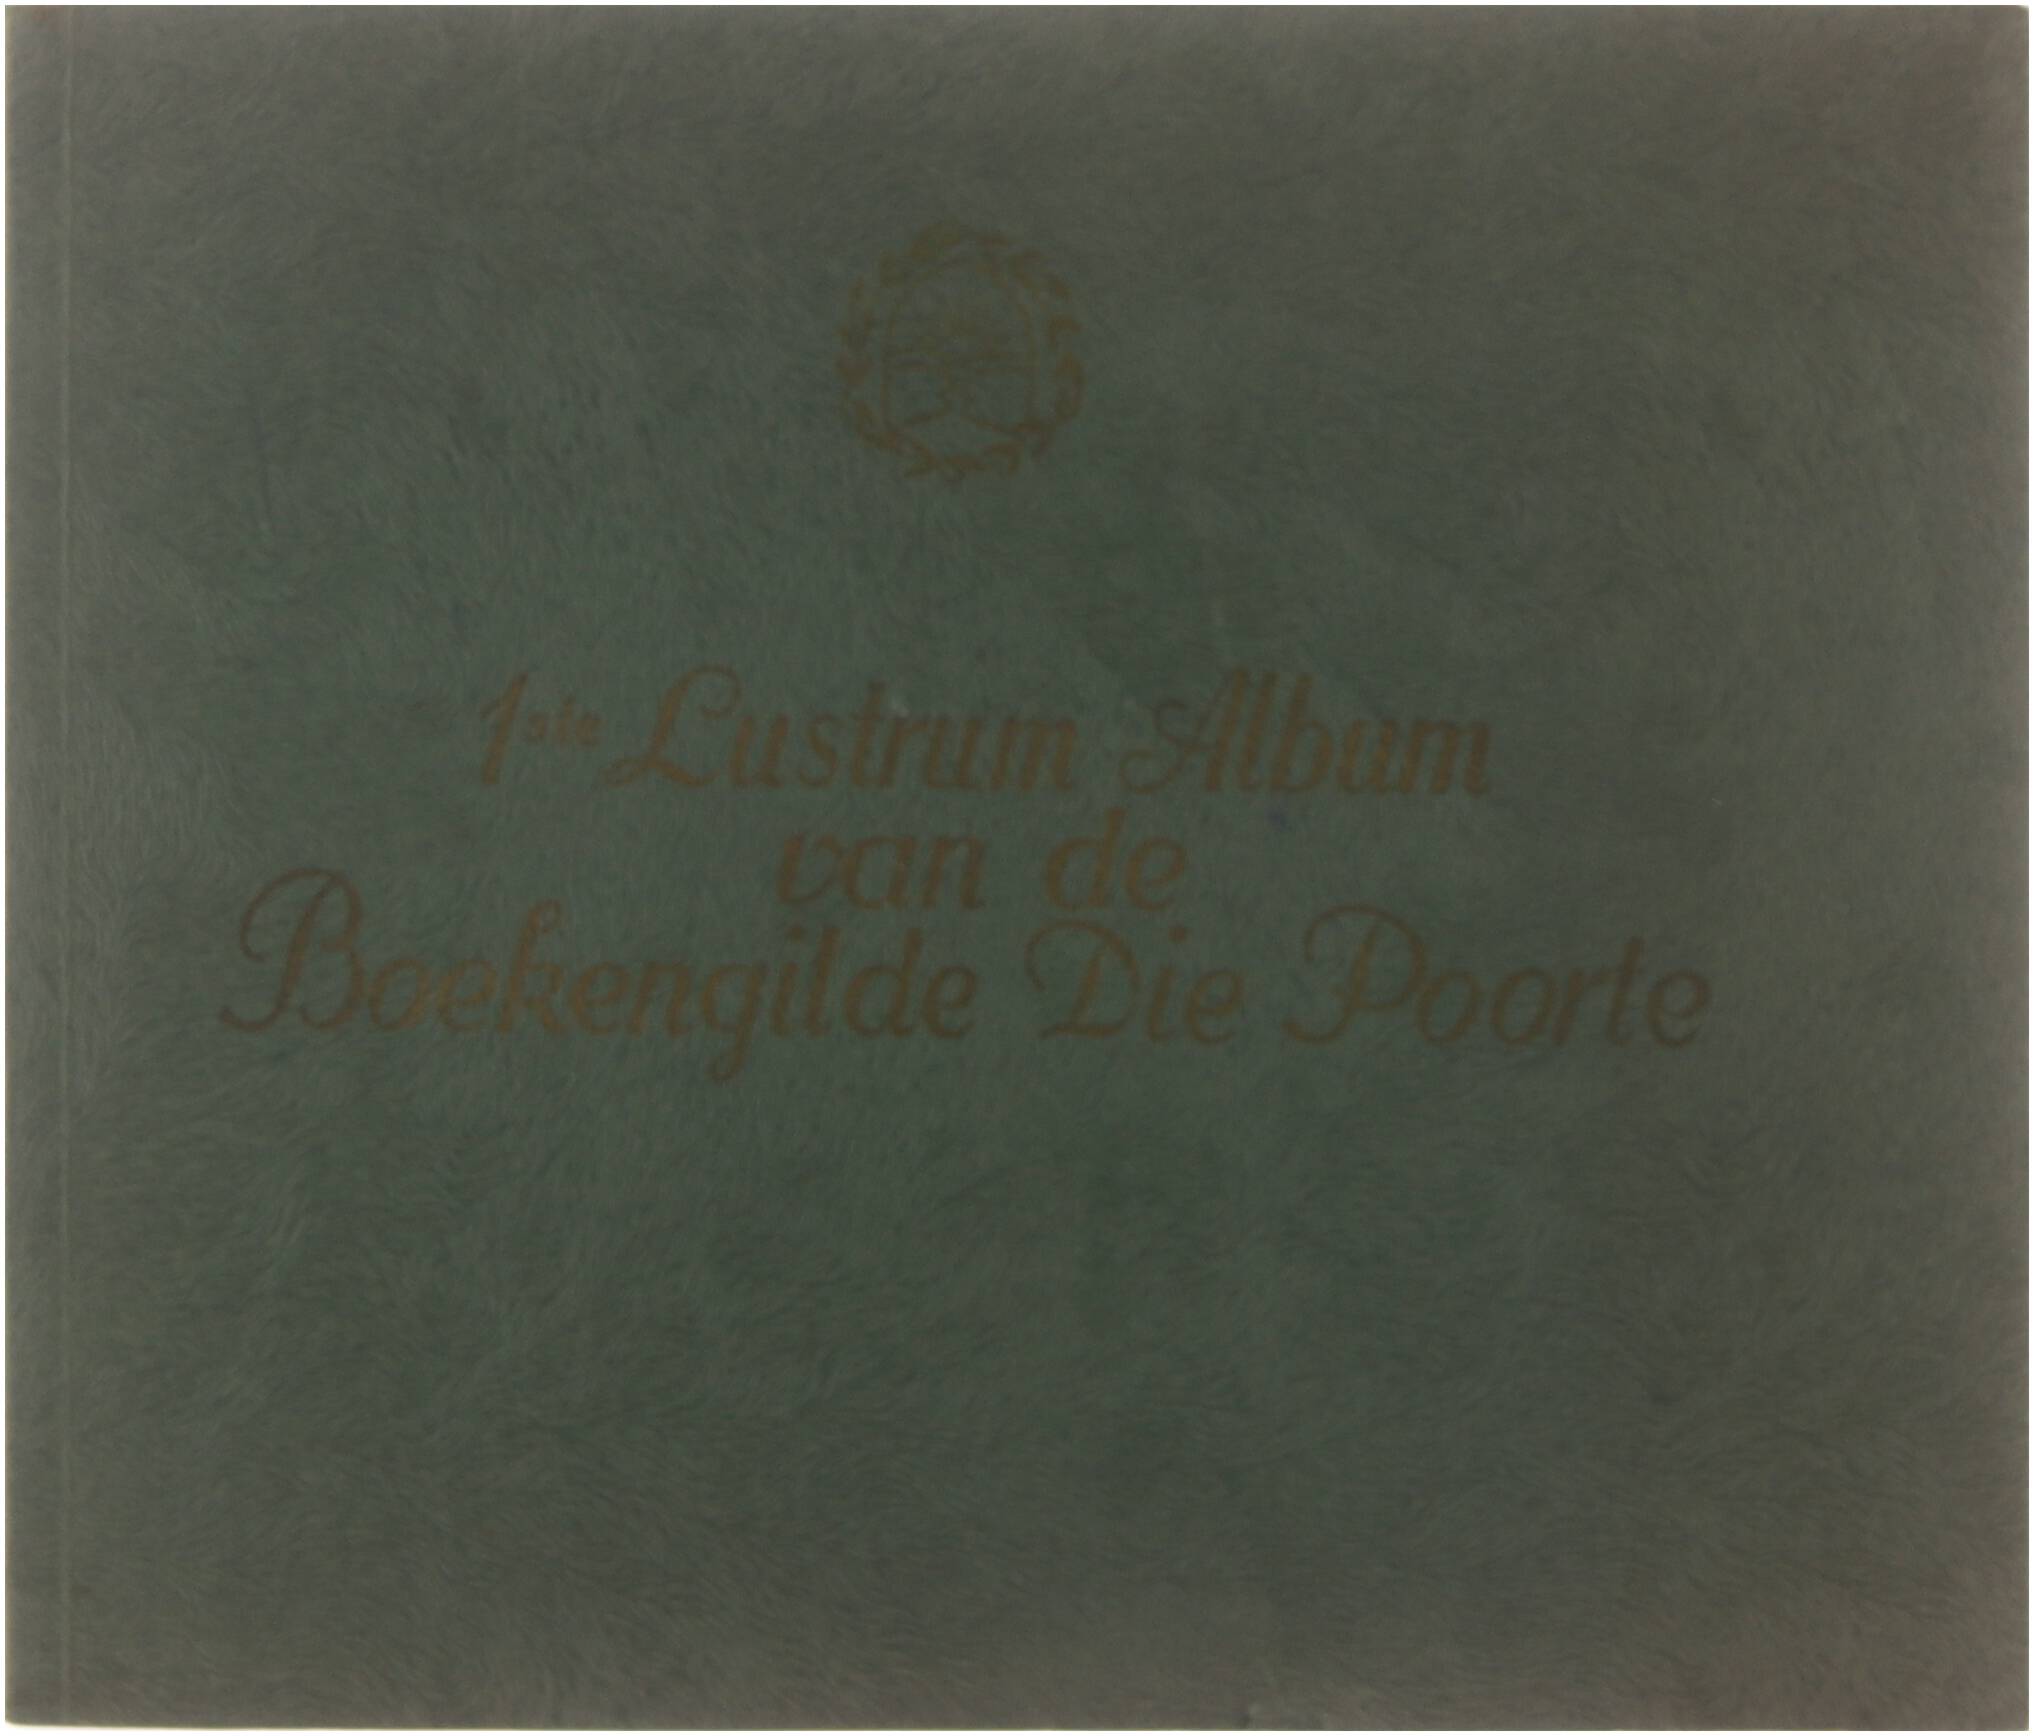 1ste Lustrum Album
van de
Boekengilde Die Poorte